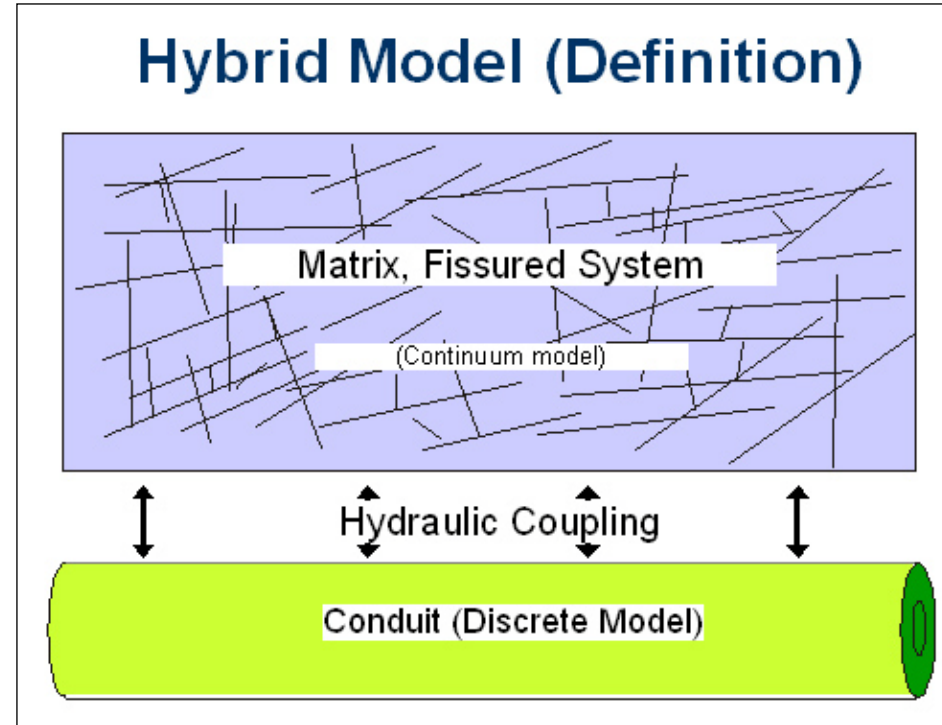 Hybrid Model (Definition)
Matrix, Fissured System
(Continuum model)
Hydraulic Coupling
Conduit (Discrete Model)